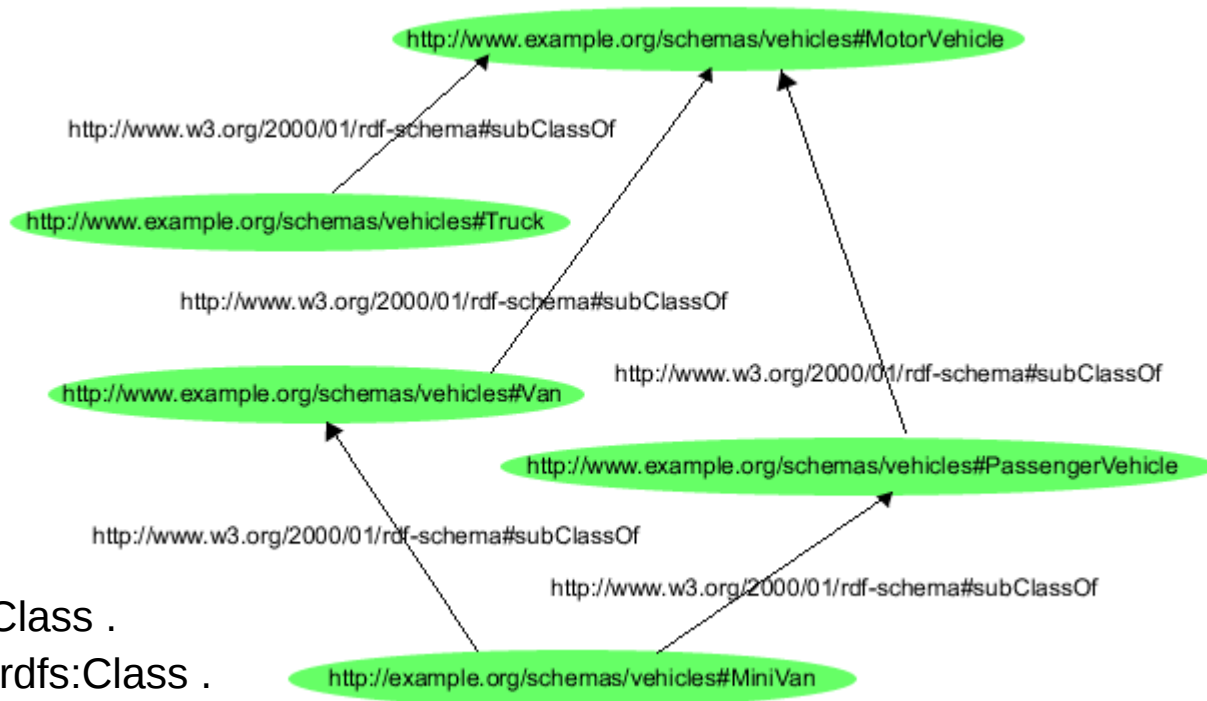 http://www.example.org/schemas/vehicles#MotorVehicle
http://www.w3.org/2000/01/rdf-schema#subClassOf
http://www.example.org/schemas/vehicles#Truck
http://www.w3.org/2000/01/rdf-schema#subClassOf
http://www.w3.org/2000/01/rdf-schema#subClassOf
http://www.example.org/schemas/vehicles#Van
http://www.example.org/schemas/vehicles#PassengerVehicle
http://www.w3.org/2000/01/rdf-schema#subClassOf
http://www.w3.org/2000/01/rdf-schema#subClassOf
Class .
rdfs:Class .
http://example.org/schemas/vehicles#MiniVan